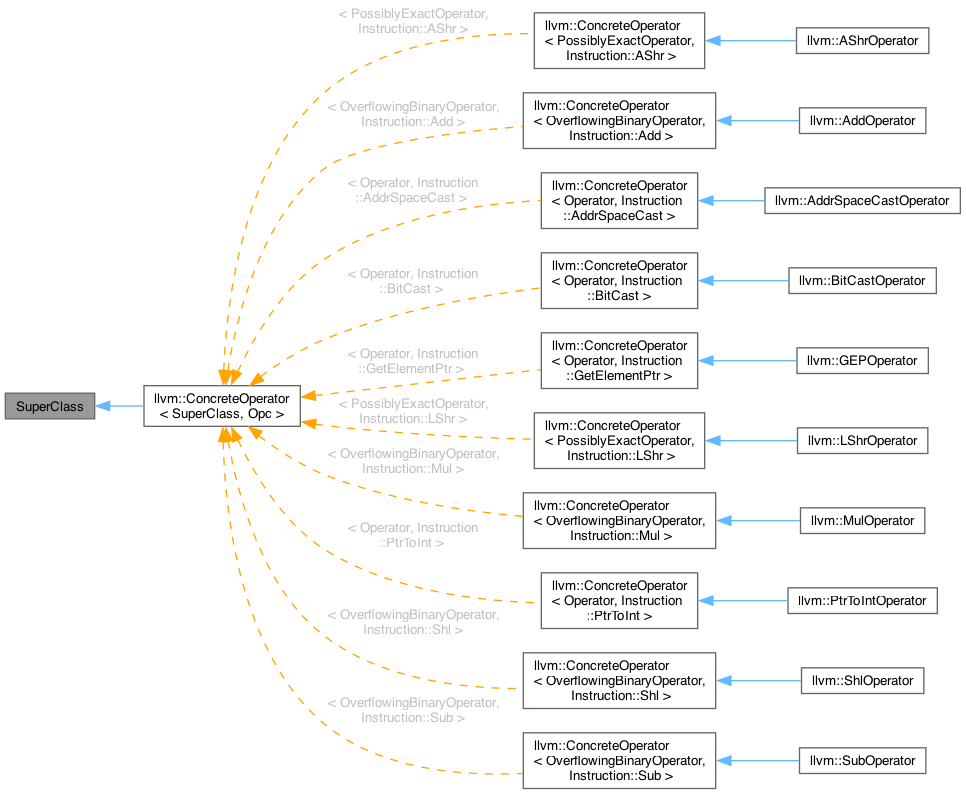 < PossiblyExactOperator,
Instruction::AShr >
llvm::ConcreteOperator
< PossiblyExactOperator,
Instruction::AShr >
llvm::AShrOperator
< OverflowingBinaryOperator,
Instruction::Add >
llvm::ConcreteOperator
< OverflowingBinaryOperator,
Instruction::Add >
llvm::AddOperator
< Operator, Instruction
::AddrSpaceCast >
llvm::ConcreteOperator
< Operator, Instruction
::AddrSpaceCast >
llvm::AddrSpaceCastOperator
< Operator, Instruction
::BitCast >
llvm::ConcreteOperator
< Operator, Instruction
::BitCast >
llvm::BitCastOperator
< Operator, Instruction
::GetElementPtr >
llvm::ConcreteOperator
< Operator, Instruction
::GetElementPtr >
llvm::GEPOperator
SuperClass
llvm::ConcreteOperator
< SuperClass, Opc >
< PossiblyExactOperator,
Instruction::LShr >
llvm::ConcreteOperator
< PossiblyExactOperator,
Instruction::LShr >
llvm::LShrOperator
< OverflowingBinaryOperator,
Instruction::Mul >
llvm::ConcreteOperator
< OverflowingBinaryOperator,
Instruction::Mul >
llvm::MulOperator
< Operator, Instruction
::PtrToInt >
llvm::ConcreteOperator
< Operator, Instruction
::PtrToInt >
llvm::PtrToIntOperator
< OverflowingBinaryOperator,
Instruction::Shl >
llvm::ConcreteOperator
< OverflowingBinaryOperator,
Instruction::Shl >
llvm::ShlOperator
< OverflowingBinaryOperator,
Instruction::Sub >
llvm::ConcreteOperator
< OverflowingBinaryOperator,
Instruction::Sub >
llvm::SubOperator